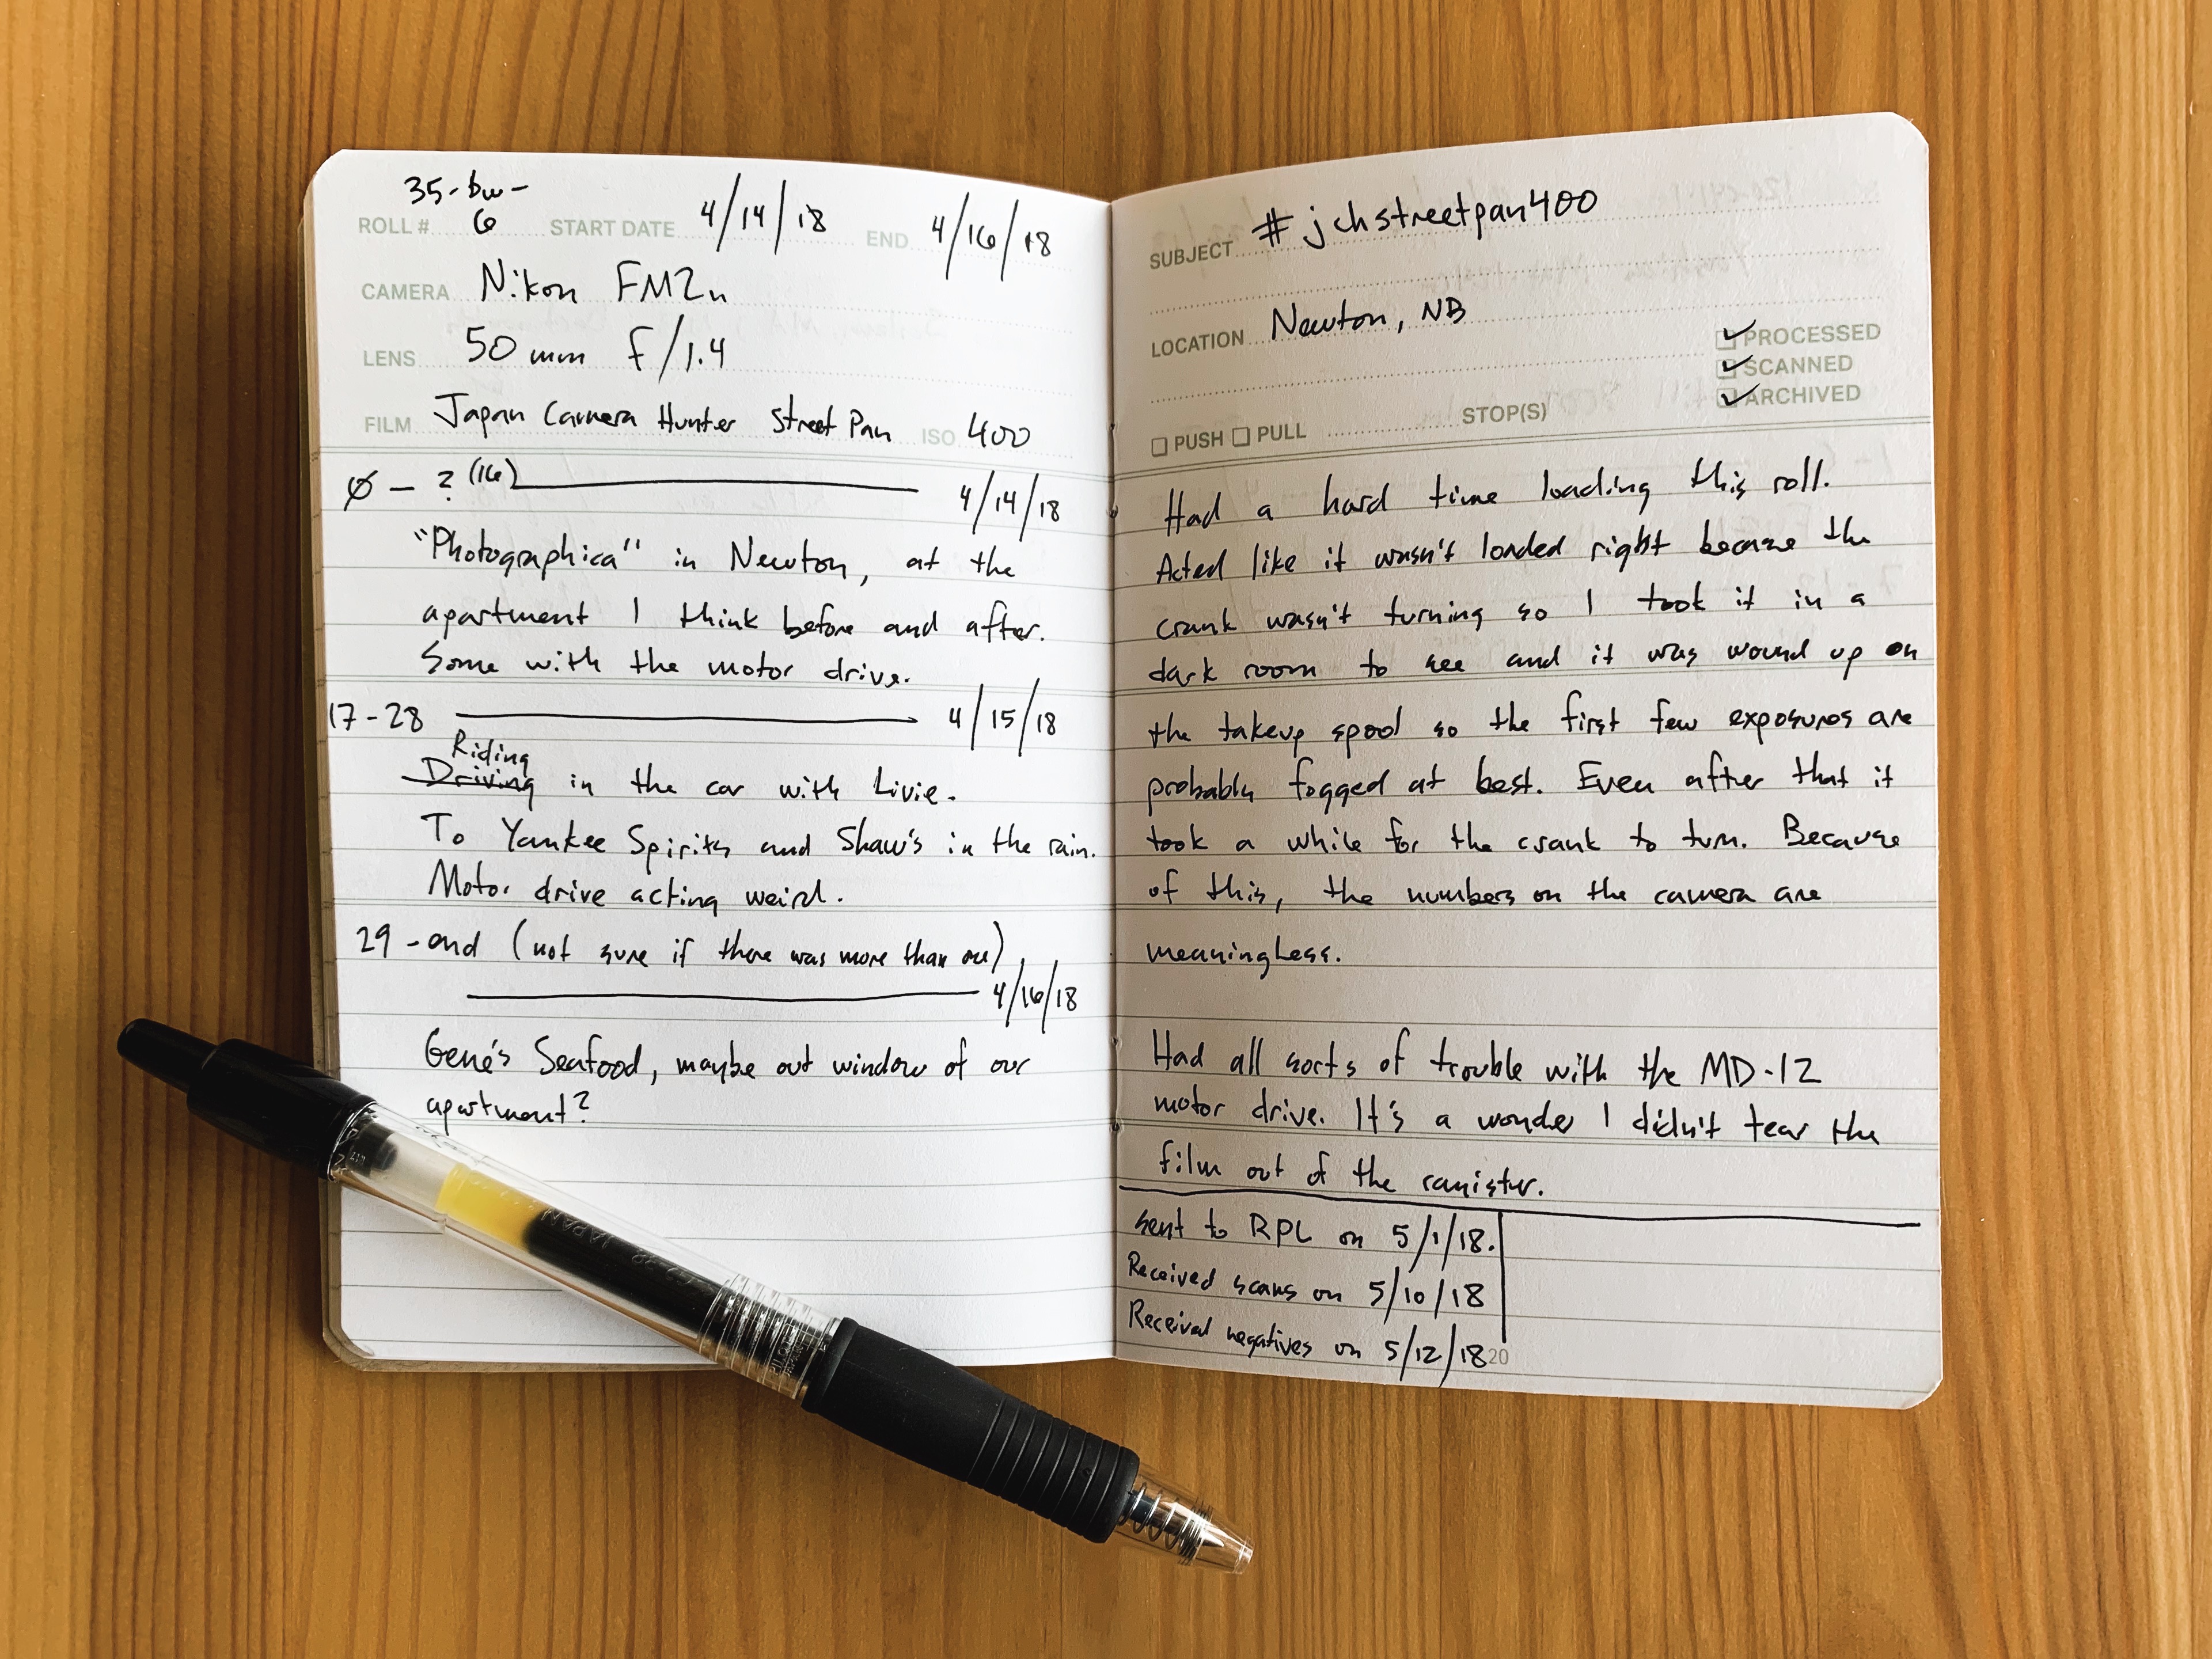 35-bw-
ROLL # 6 START DATE 4/14/18 END 4/16/18
CAMERA Nikon FM2n
LENS 50mm f/1.4
FILM Japan Camera Hunter Street Pan ISO 400
Ø - ? (16) 4/14/18
"Photographica" in Newton, at the
apartment I think before and after.
Some with the motor drive.
17-28 4/15/18
Riding
Driving in the car with Livie.
To Yankee Spirits and Shaw's in the rain.
Motor drive acting weird.
29-end (not sure if there was more than one)
4/16/18
Gene's Seafood, maybe out window of our
apartment?
SUBJECT #jchstreetpan400
LOCATION Newton, NB
PROCESSED
SCANNED
ARCHIVED
PUSH PULL STOP(S)
Had a hard time loading this roll.
Acted like it wasn't loaded right because the
crank wasn't turning so I took it in a
dark room to see and it was wound up on
the takeup spool so the first few exposures are
probably fogged at best. Even after that it
took a while for the crank to turn. Because
of this, the numbers on the camera are
meaningless.
Had all sorts of trouble with the MD-12
motor drive. It's a wonder I didn't tear the
film out of the canister.
sent to RPL on 5/1/18.
Received scans on 5/10/18
Received negatives on 5/12/18
20
JAPAN